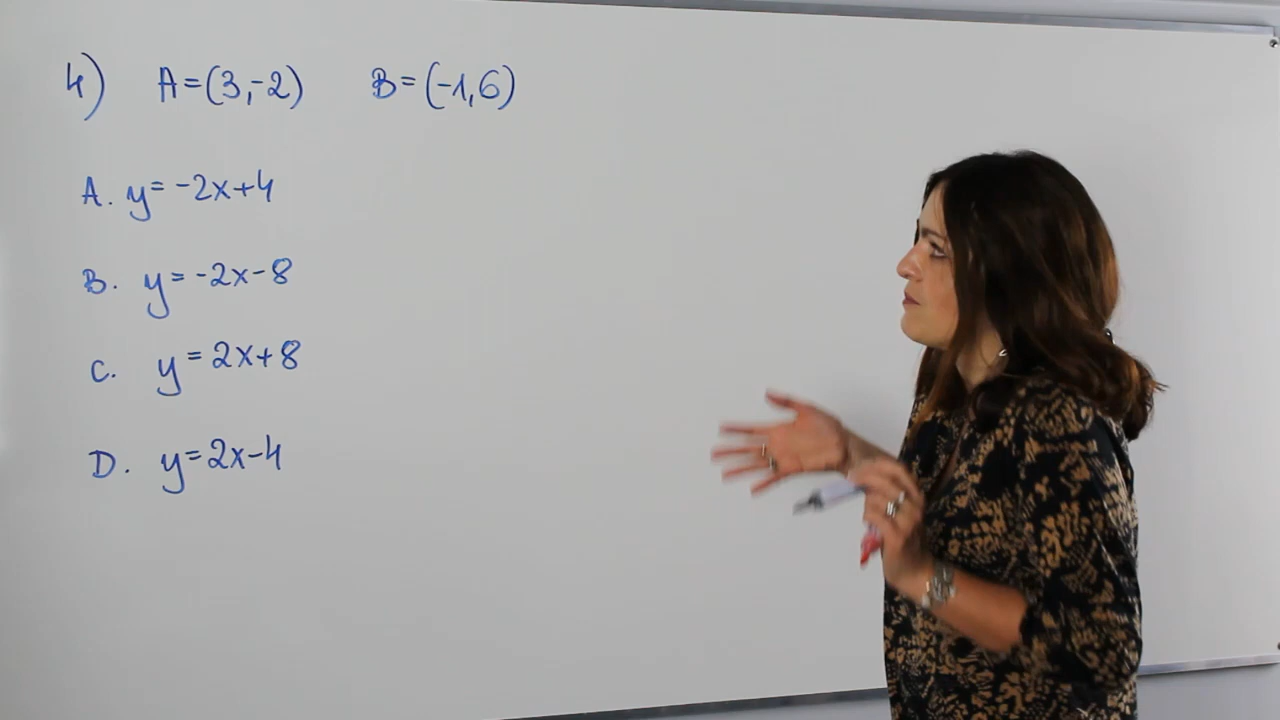 4) A=(3,-2) B=(-1,6)
A. y=-2x+4
B. y=-2x-8
C. y=2x+8
D. y=2x-4